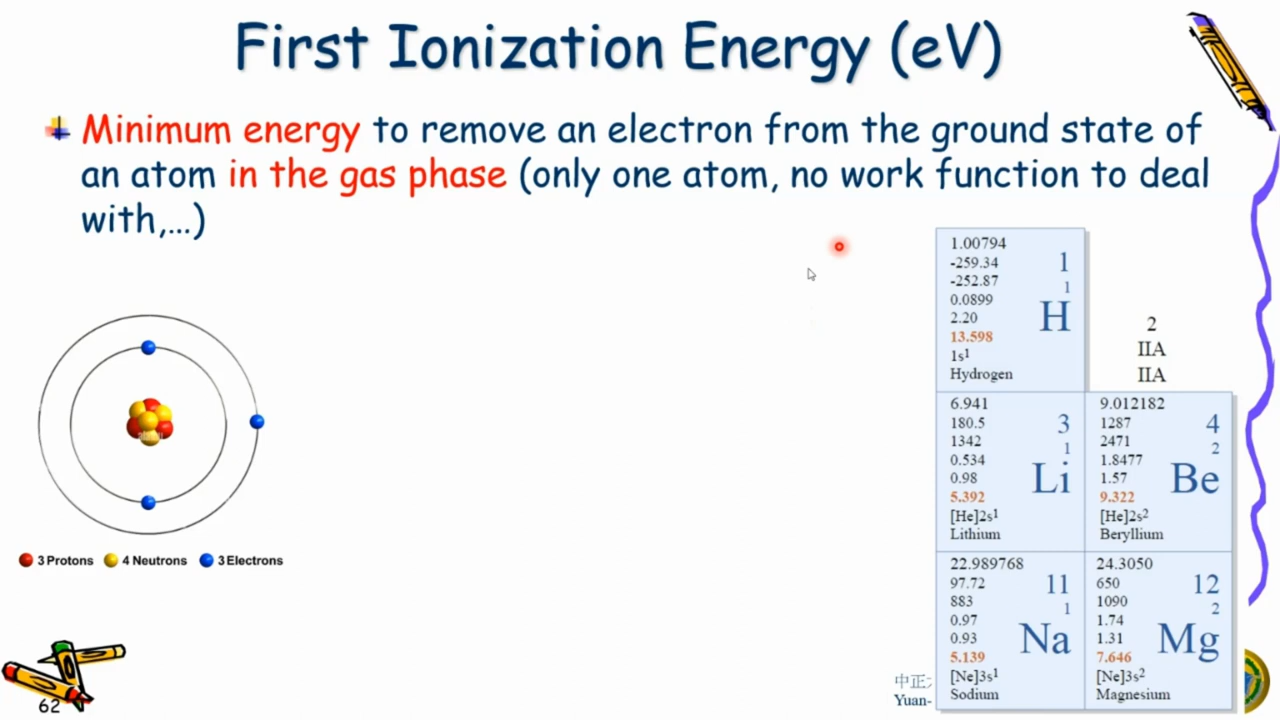 First Ionization Energy (eV)
Minimum energy to remove an electron from the ground state of
an atom in the gas phase (only one atom, no work function to deal
with,…)
1.00794
-259.34
-252.87
0.0899
2.20
13.598
1s¹
Hydrogen
1
1
H
2
IIA
IIA
6.941
180.5
1342
0.534
0.98
5.392
[He]2s¹
Lithium
3
1
Li
9.012182
1287
2471
1.8477
1.57
9.322
[He]2s²
Beryllium
4
2
Be
22.989768
97.72
883
0.97
0.93
5.139
[Ne]3s¹
Sodium
11
1
Na
24.3050
650
1090
1.74
1.31
7.646
[Ne]3s²
Magnesium
12
2
Mg
3 Protons 4 Neutrons 3 Electrons
中正
Yuan-
62